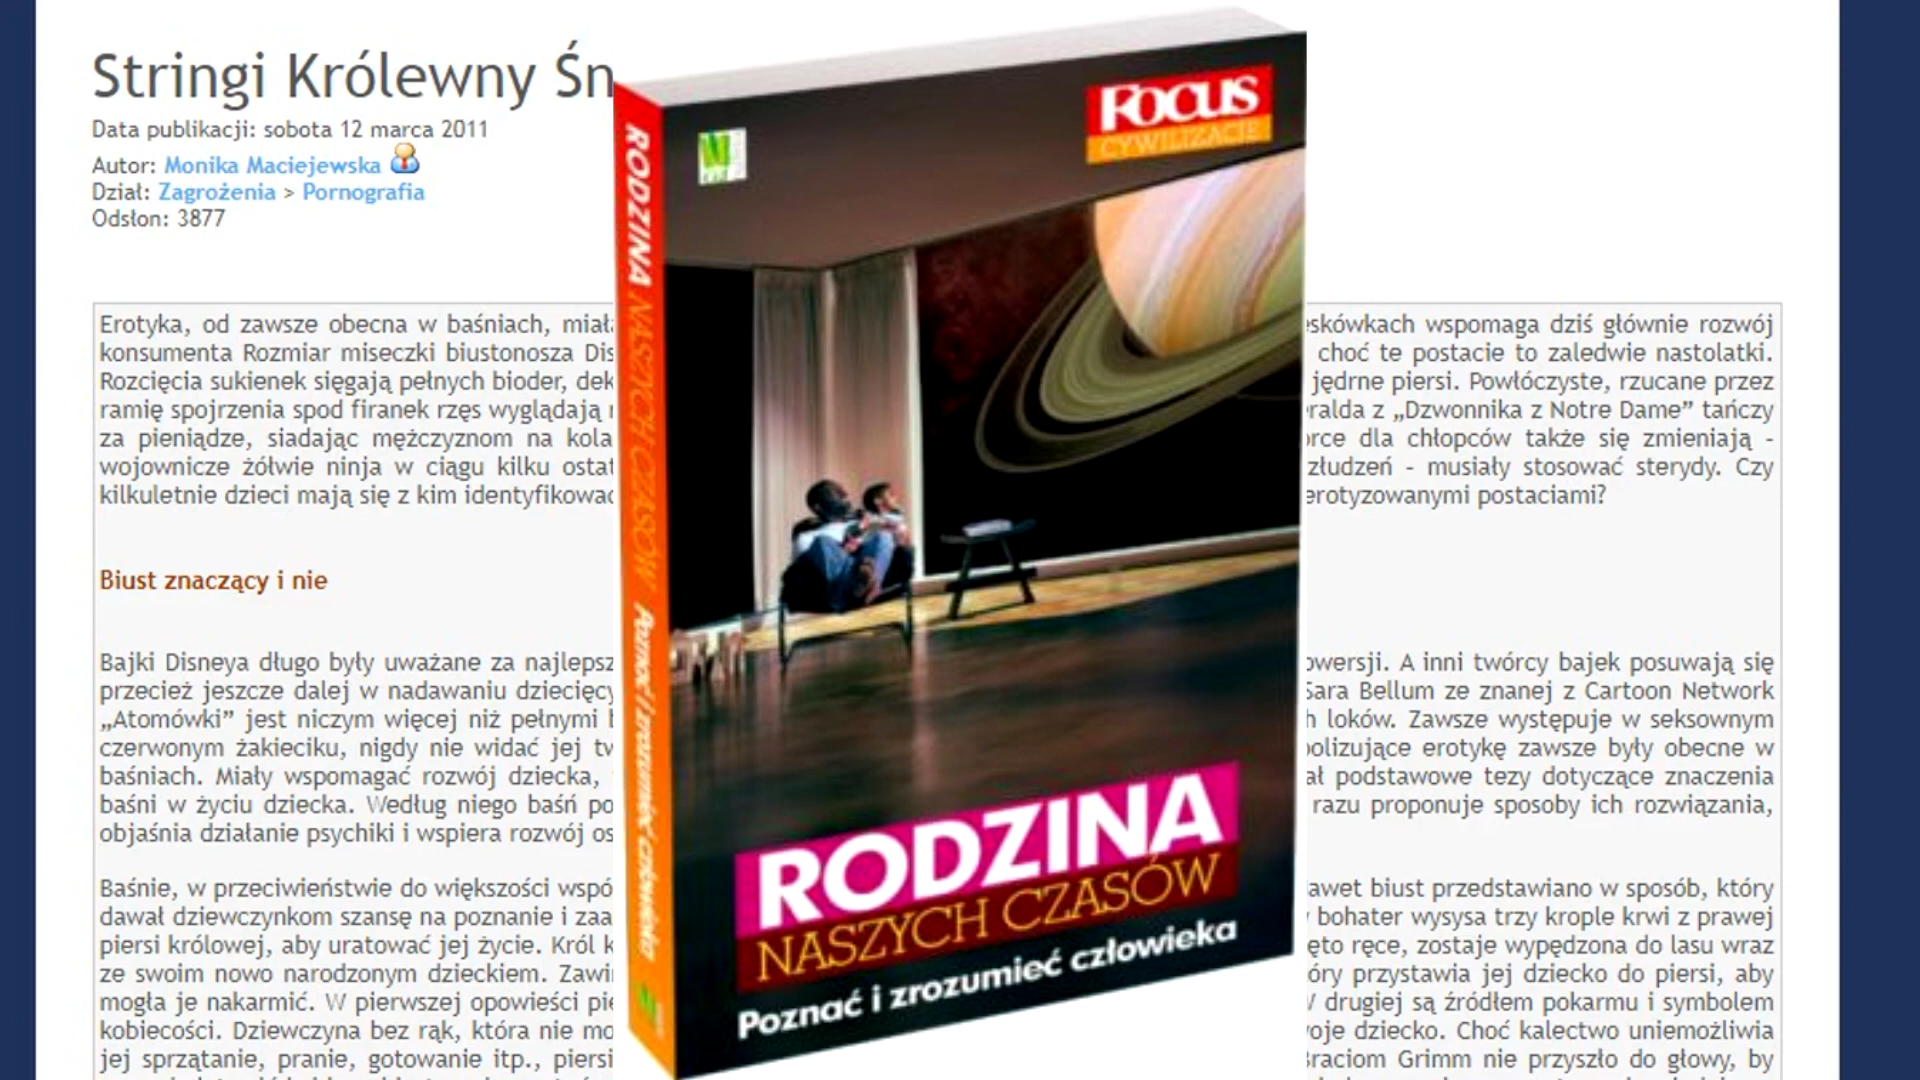 Stringi Królewny Śn
Data publikacji: sobota 12 marca 2011
Autor: Monika Maciejewska
Dział: Zagrożenia > Pornografia
Odsłon: 3877
Erotyka, od zawsze obecna w baśniach, miała
konsumenta Rozmiar miseczki biustonosza Dis
Rozcięcia sukienek sięgają pełnych bioder, dek
ramię spojrzenia spod firanek rzęs wyglądają
za pieniądze, siadając mężczyznom na kola
wojownicze żółwie ninja w ciągu kilku ostat
kilkuletnie dzieci mają się z kim identyfikować
Biust znaczący i nie
Bajki Disneya długo były uważane za najlepsz
przecież jeszcze dalej w nadawaniu dziecięcy
„Atomówki” jest niczym więcej niż pełnymi
czerwonym żakieciku, nigdy nie widać jej tw
baśniach. Miały wspomagać rozwój dziecka,
baśni w życiu dziecka. Według niego baśń po
objaśnia działanie psychiki i wspiera rozwój os
Baśnie, w przeciwieństwie do większości wspó
dawał dziewczynkom szansę na poznanie i zaa
piersi królowej, aby uratować jej życie. Król k
ze swoim nowo narodzonym dzieckiem. Zawi
mogła je nakarmić. W pierwszej opowieści pie
kobiecości. Dziewczyna bez rąk, która nie mo
jej sprzątanie, pranie, gotowanie itp., piersi
RODZINA NASZYCH CZASÓW Poznać i zrozumieć człowieka
FOCUS
CYWILIZACJE
RODZINA
NASZYCH CZASÓW
Poznać i zrozumieć człowieka
eskówkach wspomaga dziś głównie rozwój
choć te postacie to zaledwie nastolatki.
jędrne piersi. Powłóczyste, rzucane przez
ralda z „Dzwonnika z Notre Dame” tańczy
orce dla chłopców także się zmieniają -
złudzeń - musiały stosować sterydy. Czy
erotyzowanymi postaciami?
owersji. A inni twórcy bajek posuwają się
Sara Bellum ze znanej z Cartoon Network
h loków. Zawsze występuje w seksownym
bolizujące erotykę zawsze były obecne w
ał podstawowe tezy dotyczące znaczenia
razu proponuje sposoby ich rozwiązania,
awet biust przedstawiano w sposób, który
bohater wysysa trzy krople krwi z prawej
ęto ręce, zostaje wypędzona do lasu wraz
óry przystawia jej dziecko do piersi, aby
W drugiej są źródłem pokarmu i symbolem
oje dziecko. Choć kalectwo uniemożliwia
Braciom Grimm nie przyszło do głowy, by